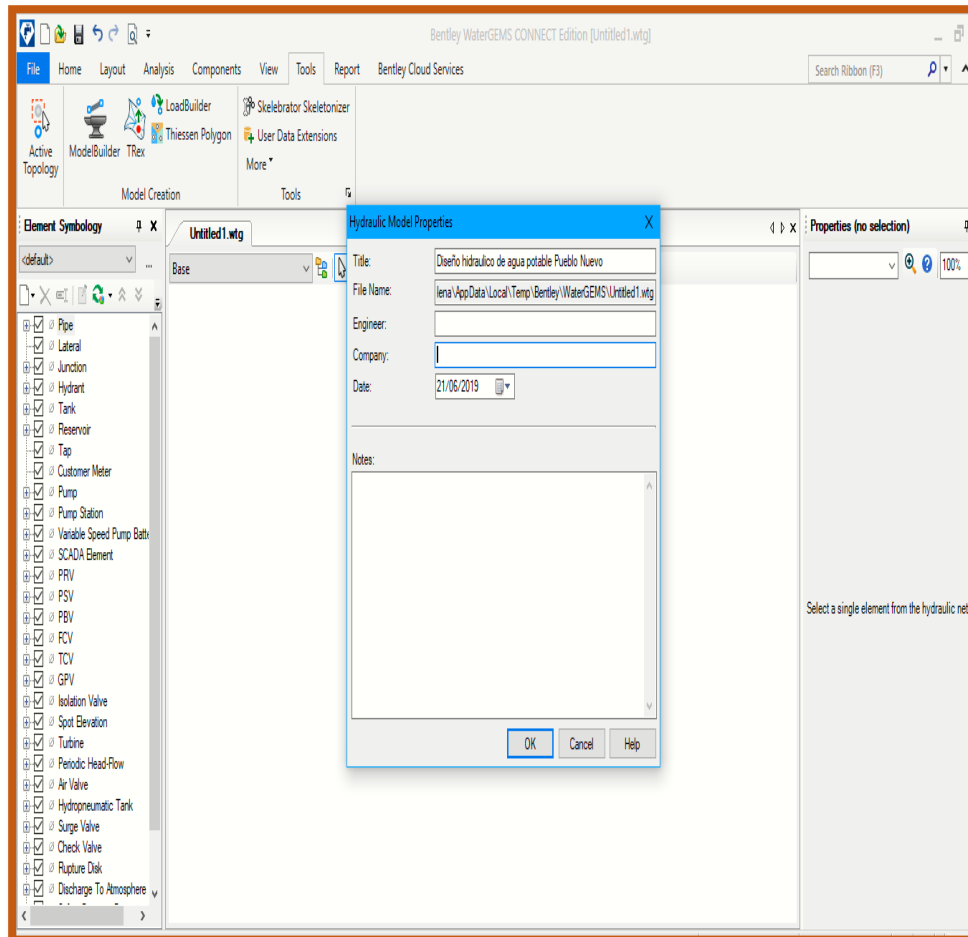 Bentley WaterGEMS CONNECT Edition [Untitled1.wtg]
File Home Layout Analysis Components View Tools Report Bentley Cloud Services Search Ribbon (F3)
Active Topology
ModelBuilder
TRex
LoadBuilder
Thiessen Polygon
Model Creation
Skelebrator Skeletonizer
User Data Extensions
More
Tools
Element Symbology
<default>
...
Pipe
Lateral
Junction
Hydrant
Tank
Reservoir
Tap
Customer Meter
Pump
Pump Station
Variable Speed Pump Batte
SCADA Element
PRV
PSV
PBV
FCV
TCV
GPV
Isolation Valve
Spot Elevation
Turbine
Periodic Head-Flow
Air Valve
Hydropneumatic Tank
Surge Valve
Check Valve
Rupture Disk
Discharge To Atmosphere
Untitled1.wtg
Base
Hydraulic Model Properties
Title: Diseño hidraulico de agua potable Pueblo Nuevo
File Name: lena\AppData\Local\Temp\Bentley\WaterGEMS\Untitled1.wtg
Engineer:
Company:
Date: 21/06/2019
Notes:
OK Cancel Help
Properties (no selection)
100%
Select a single element from the hydraulic net